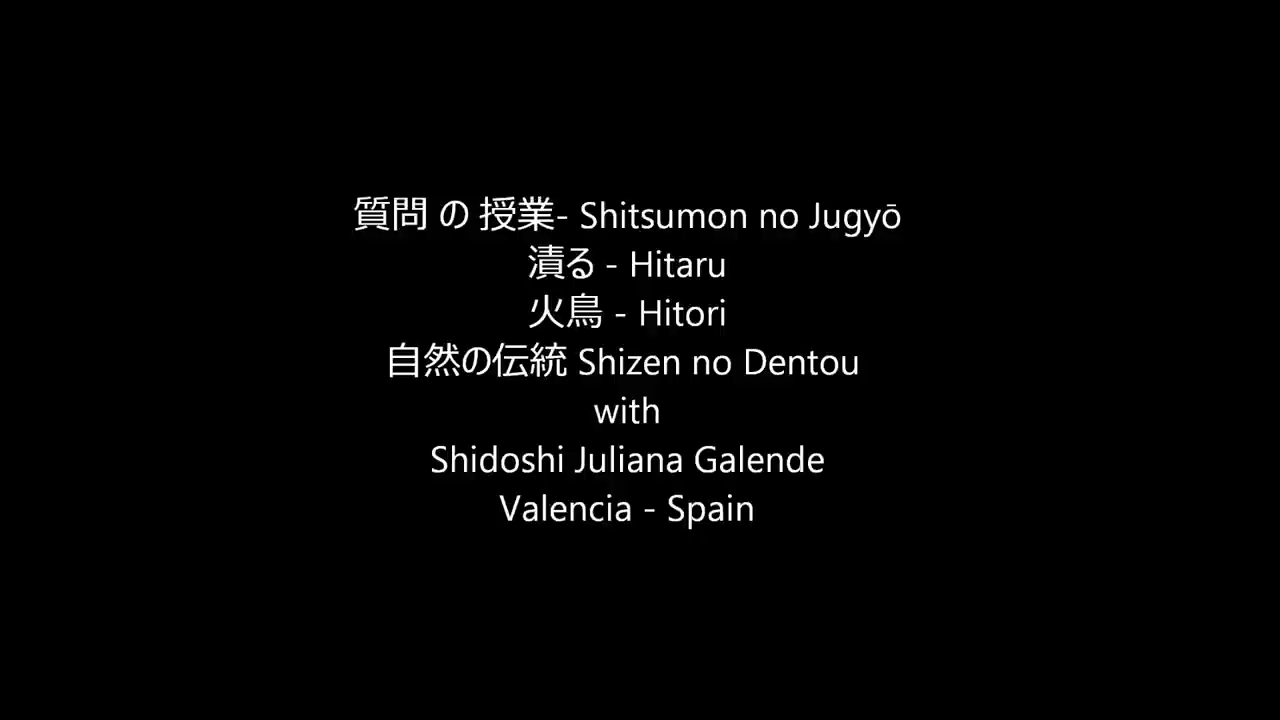 質問 の 授業- Shitsumon no Jugyō
漬る - Hitaru
火鳥 - Hitori
自然の伝統 Shizen no Dentou
with
Shidoshi Juliana Galende
Valencia - Spain